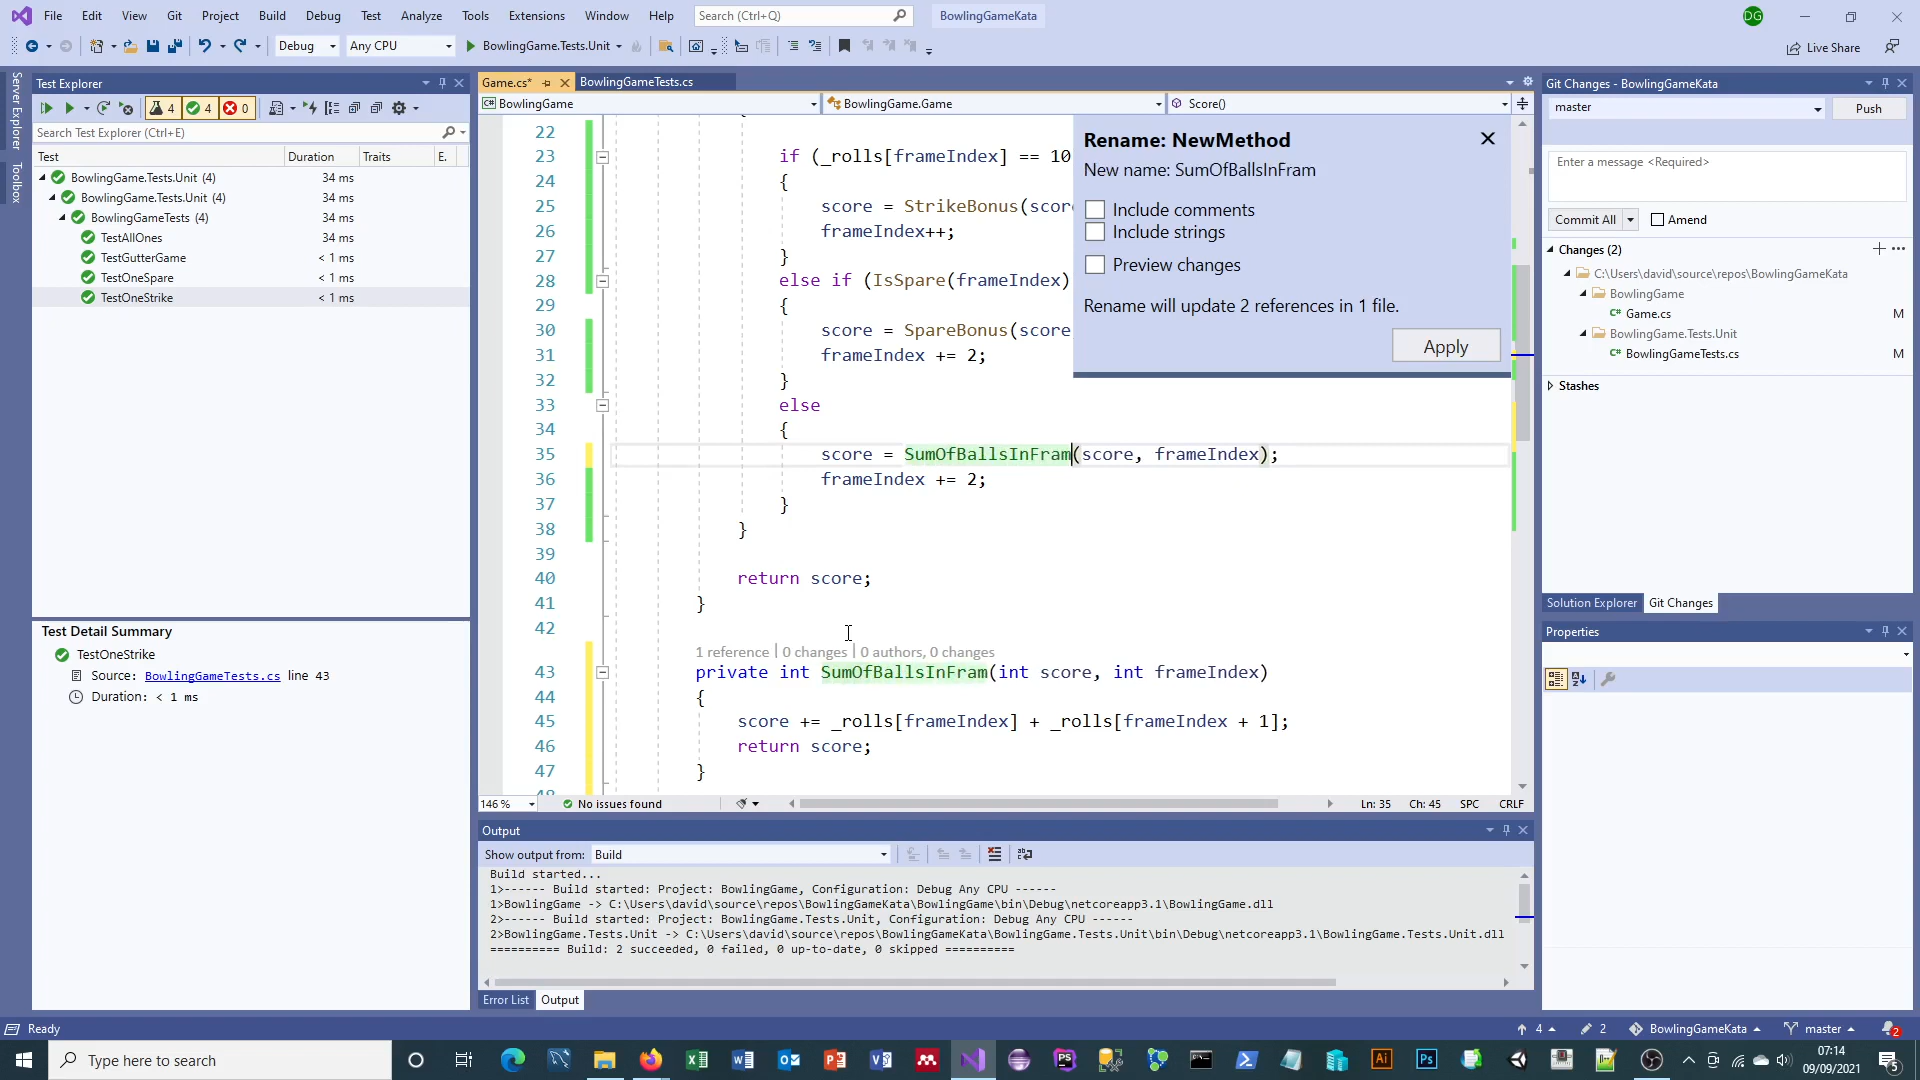 File Edit View Git Project Build Debug Test Analyze Tools Extensions Window Help Search (Ctrl+Q) BowlingGameKata DG
Debug Any CPU BowlingGame.Tests.Unit Live Share
Server Explorer
Toolbox
Test Explorer
4 4 0
Search Test Explorer (Ctrl+E)
Test Duration Traits E.
BowlingGame.Tests.Unit (4) 34 ms
BowlingGame.Tests.Unit (4) 34 ms
BowlingGameTests (4) 34 ms
TestAllOnes 34 ms
TestGutterGame < 1 ms
TestOneSpare < 1 ms
TestOneStrike < 1 ms
Test Detail Summary
TestOneStrike
Source: BowlingGameTests.cs line 43
Duration: < 1 ms
Game.cs* BowlingGameTests.cs
BowlingGame BowlingGame.Game Score()
22 {
23 if (_rolls[frameIndex] == 10
24 {
25 score = StrikeBonus(scor
26 frameIndex++;
27 }
28 else if (IsSpare(frameIndex)
29 {
30 score = SpareBonus(score
31 frameIndex += 2;
32 }
33 else
34 {
35 score = SumOfBallsInFram(score, frameIndex);
36 frameIndex += 2;
37 }
38 }
39
40 return score;
41 }
42
1 reference | 0 changes | 0 authors, 0 changes
43 private int SumOfBallsInFram(int score, int frameIndex)
44 {
45 score += _rolls[frameIndex] + _rolls[frameIndex + 1];
46 return score;
47 }
48
Rename: NewMethod
New name: SumOfBallsInFram
Include comments
Include strings
Preview changes
Rename will update 2 references in 1 file.
Apply
146 % No issues found Ln: 35 Ch: 45 SPC CRLF
Output
Show output from: Build
Build started...
1>------ Build started: Project: BowlingGame, Configuration: Debug Any CPU ------
1>BowlingGame -> C:\Users\david\source\repos\BowlingGameKata\BowlingGame\bin\Debug\netcoreapp3.1\BowlingGame.dll
2>------ Build started: Project: BowlingGame.Tests.Unit, Configuration: Debug Any CPU ------
2>BowlingGame.Tests.Unit -> C:\Users\david\source\repos\BowlingGameKata\BowlingGame.Tests.Unit\bin\Debug\netcoreapp3.1\BowlingGame.Tests.Unit.dll
========== Build: 2 succeeded, 0 failed, 0 up-to-date, 0 skipped ==========
Error List Output
Git Changes - BowlingGameKata
master Push
Enter a message <Required>
Commit All Amend
Changes (2)
C:\Users\david\source\repos\BowlingGameKata
BowlingGame
Game.cs M
BowlingGame.Tests.Unit
BowlingGameTests.cs M
Stashes
Solution Explorer Git Changes
Properties
Ready 4 2 BowlingGameKata master 2
Type here to search 07:14
09/09/2021 5